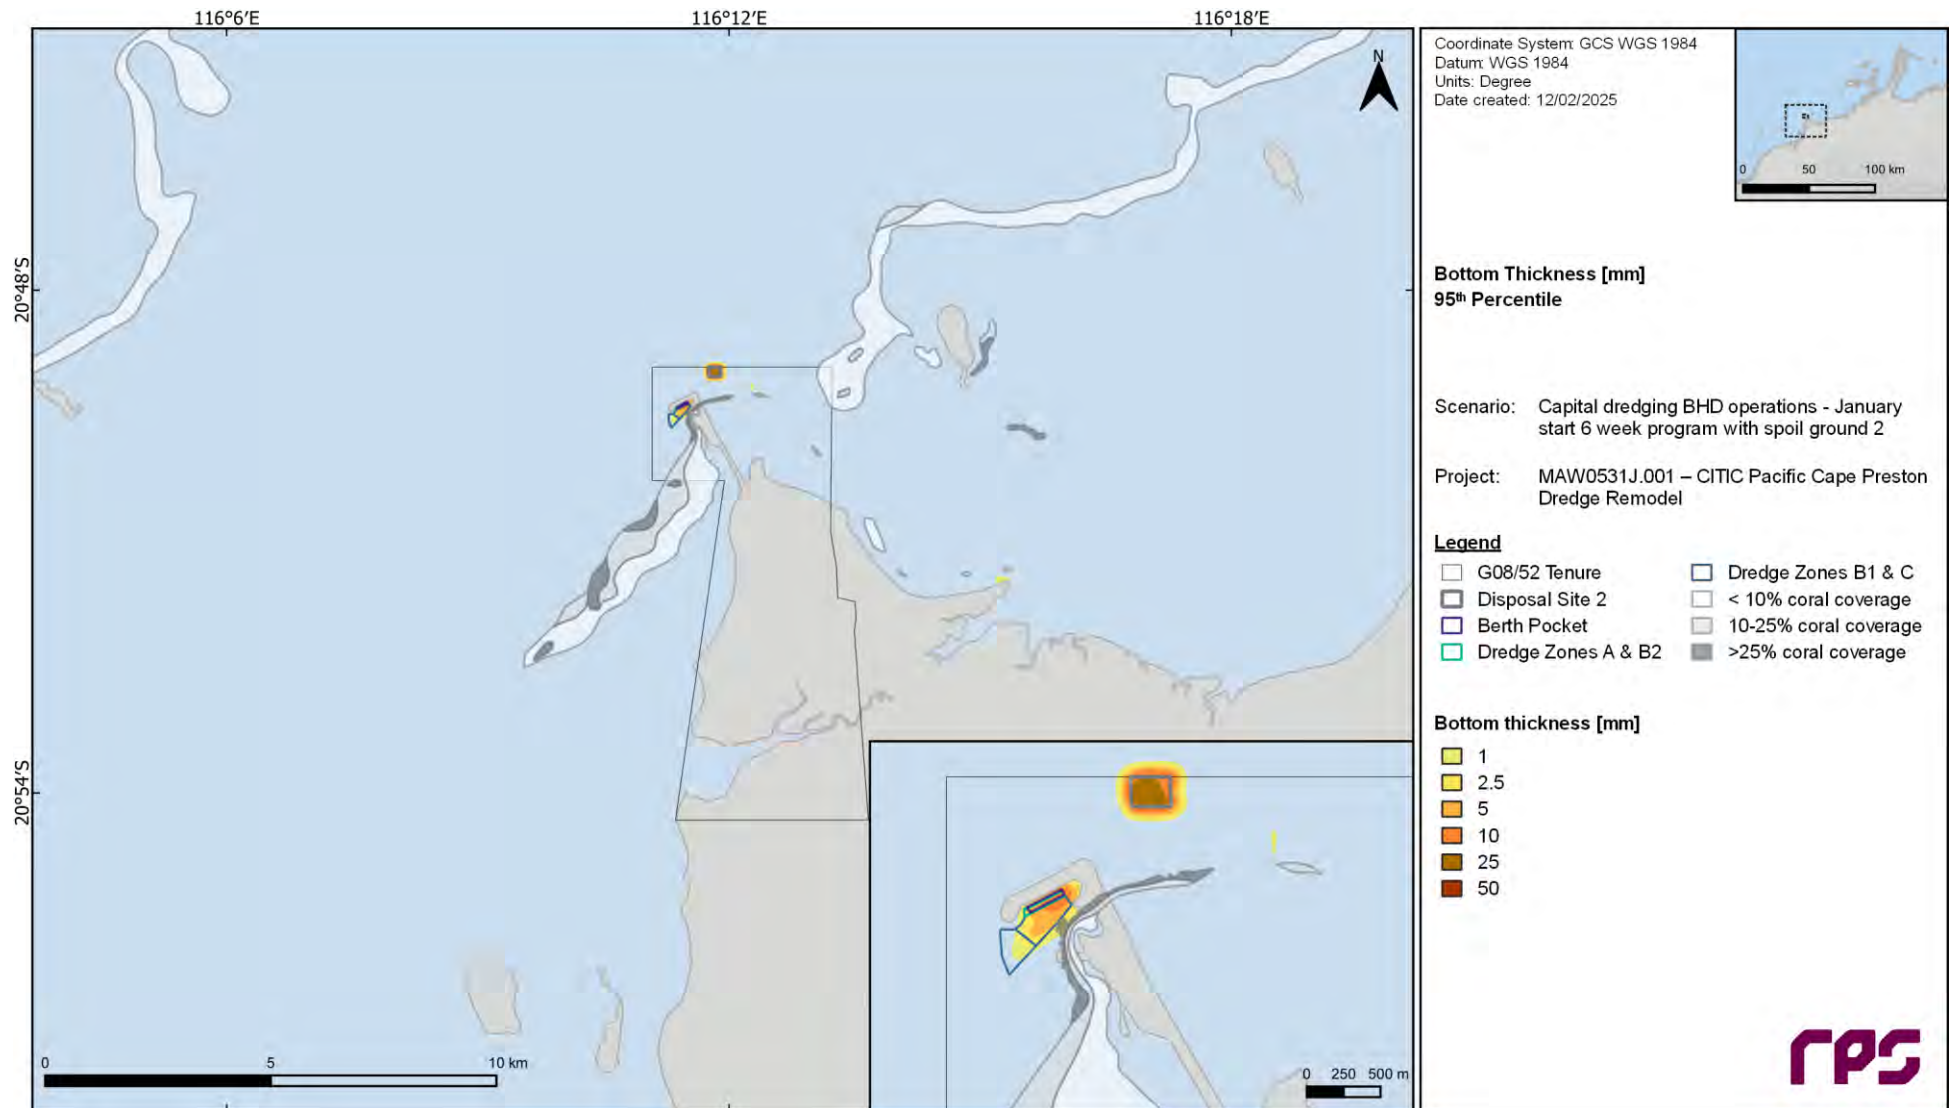 116°6′E
116°12′E
116°18′E
20°48′S
20°54′S
N
0 5 10 km
0 250 500 m
Coordinate System: GCS WGS 1984
Datum: WGS 1984
Units: Degree
Date created: 12/02/2025
0 50 100 km
Bottom Thickness [mm]
95th Percentile
Scenario: Capital dredging BHD operations - January
start 6 week program with spoil ground 2
Project: MAW0531J.001 – CITIC Pacific Cape Preston
Dredge Remodel
Legend
G08/52 Tenure
Disposal Site 2
Berth Pocket
Dredge Zones A & B2
Dredge Zones B1 & C
< 10% coral coverage
10-25% coral coverage
>25% coral coverage
Bottom thickness [mm]
1
2.5
5
10
25
50
rps